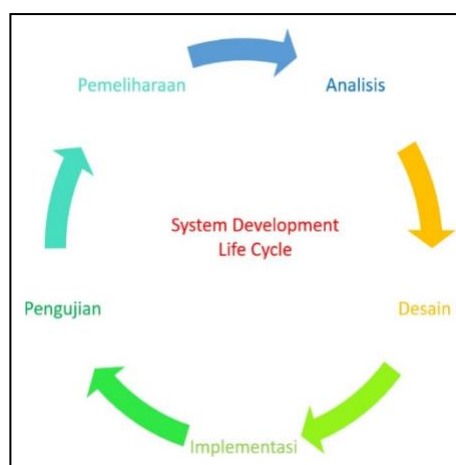 Pemeliharaan
Analisis
System Development
Life Cycle
Pengujian
Desain
Implementasi